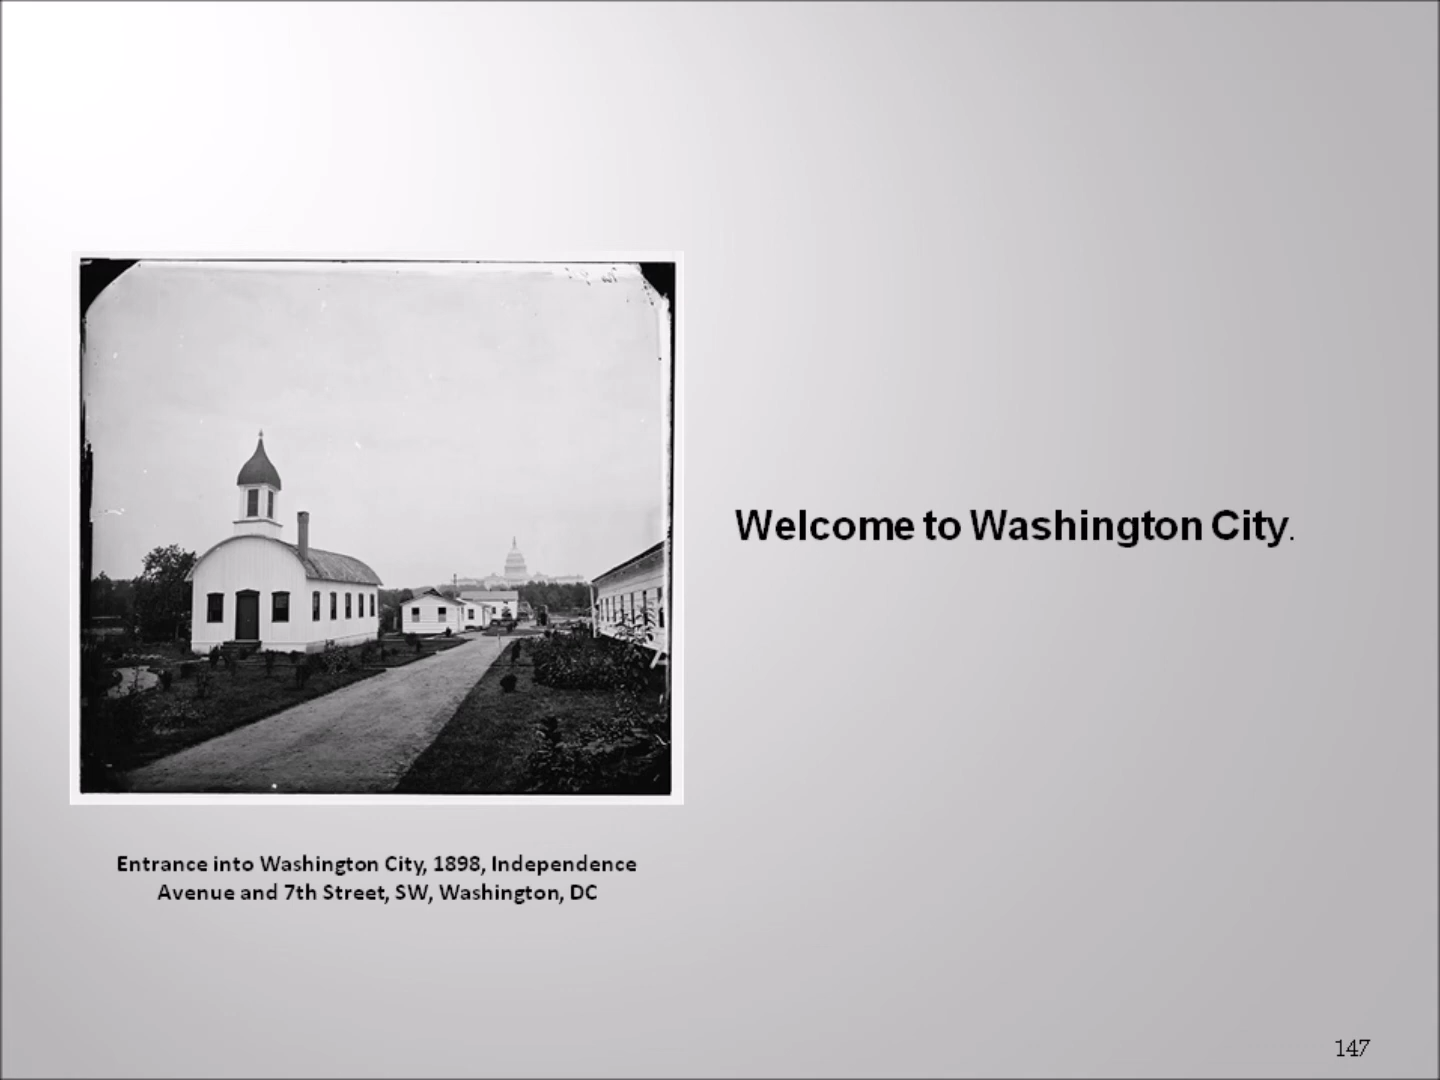 Welcome to Washington City.
Entrance into Washington City, 1898, Independence
Avenue and 7th Street, SW, Washington, DC
147